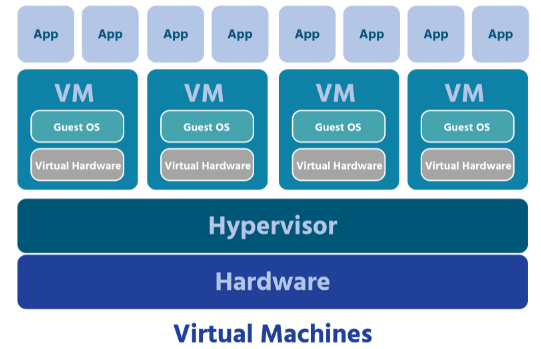 App App App App App App App App
VM VM VM VM
Guest OS Guest OS Guest OS Guest OS
Virtual Hardware Virtual Hardware Virtual Hardware Virtual Hardware
Hypervisor
Hardware
Virtual Machines